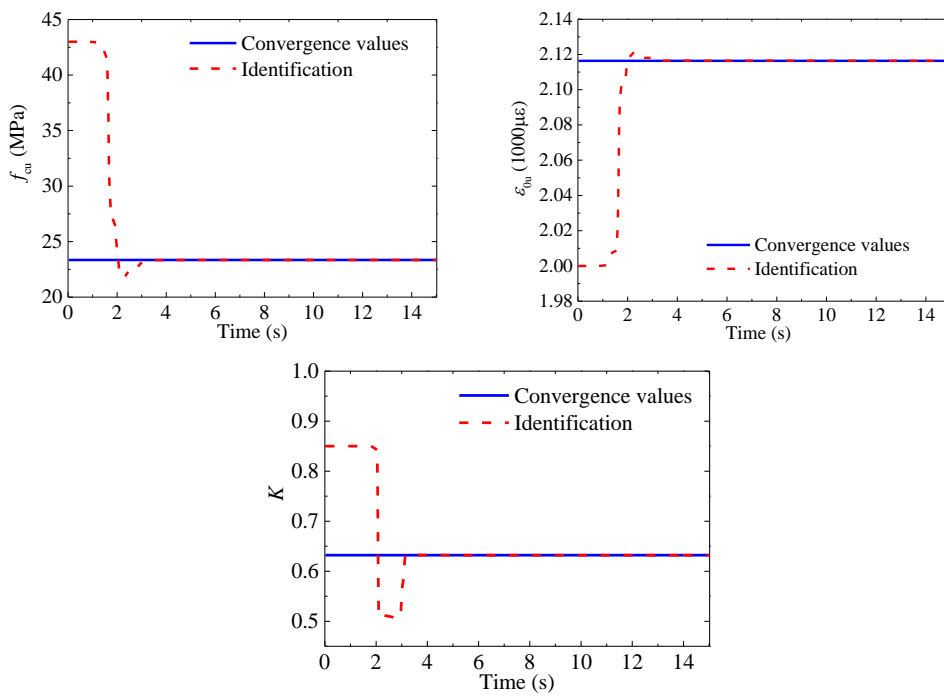 45
40
35
30
25
20
f_cu (MPa)
Convergence values
Identification
0 2 4 6 8 10 12 14
Time (s)
2.14
2.12
2.10
2.08
2.06
2.04
2.02
2.00
1.98
ε_0u (1000με)
Convergence values
Identification
0 2 4 6 8 10 12 14
Time (s)
1.0
0.9
0.8
0.7
0.6
0.5
K
Convergence values
Identification
0 2 4 6 8 10 12 14
Time (s)